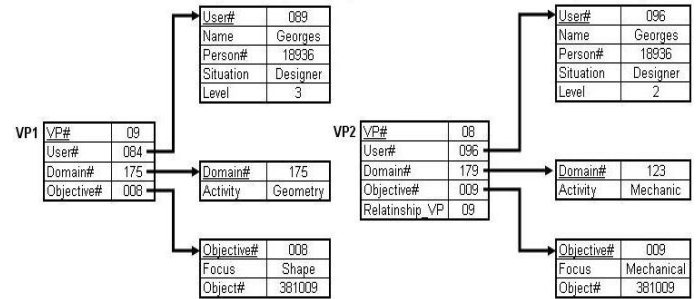 User# 089
Name Georges
Person# 18936
Situation Designer
Level 3
VP1
VP# 09
User# 084
Domain# 175
Objective# 008
Domain# 175
Activity Geometry
Objective# 008
Focus Shape
Object# 381009
User# 096
Name Georges
Person# 18936
Situation Designer
Level 2
VP2
VP# 08
User# 096
Domain# 179
Objective# 009
Relatinship_VP 09
Domain# 123
Activity Mechanic
Objective# 009
Focus Mechanical
Object# 381009